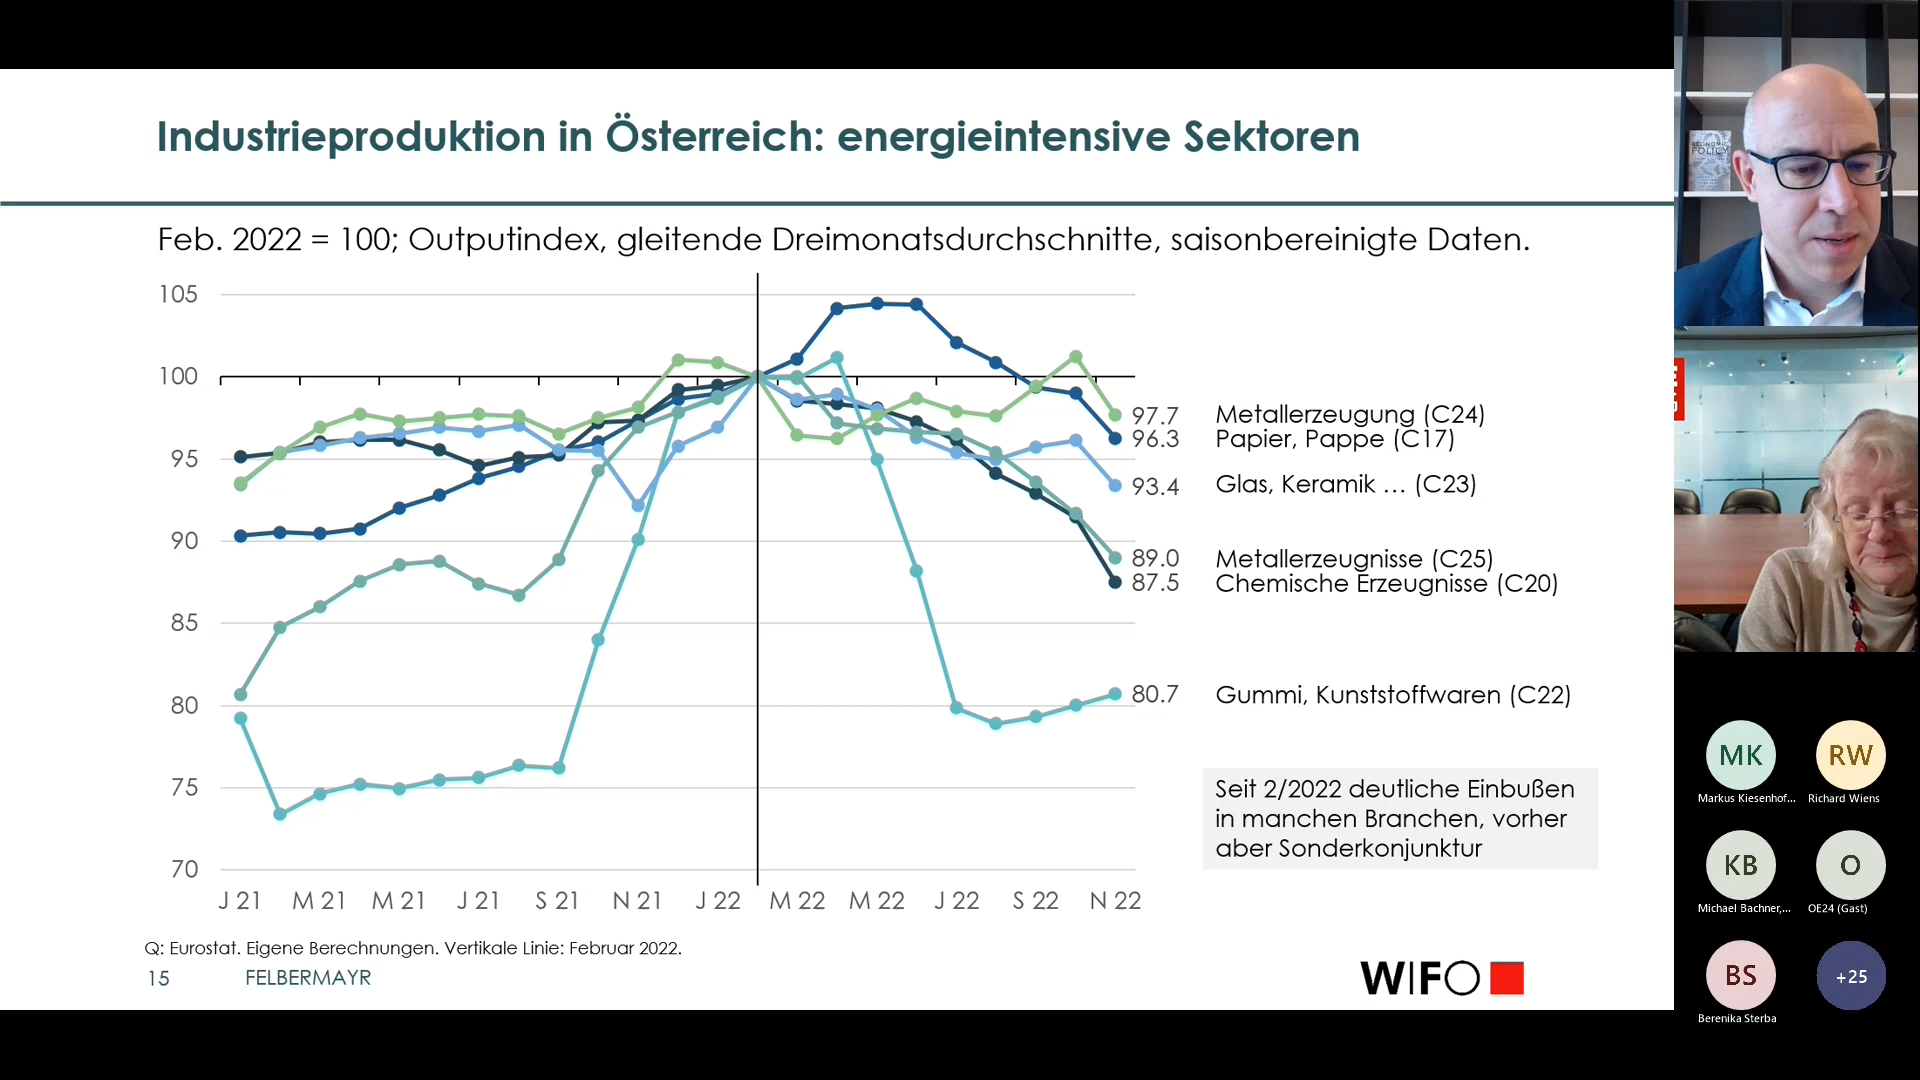 Industrieproduktion in Österreich: energieintensive Sektoren
Feb. 2022 = 100; Outputindex, gleitende Dreimonatsdurchschnitte, saisonbereinigte Daten.
105
100
95
90
85
80
75
70
J 21 M 21 M 21 J 21 S 21 N 21 J 22 M 22 M 22 J 22 S 22 N 22
97.7 Metallerzeugung (C24)
96.3 Papier, Pappe (C17)
93.4 Glas, Keramik … (C23)
89.0 Metallerzeugnisse (C25)
87.5 Chemische Erzeugnisse (C20)
80.7 Gummi, Kunststoffwaren (C22)
Seit 2/2022 deutliche Einbußen
in manchen Branchen, vorher
aber Sonderkonjunktur
Q: Eurostat. Eigene Berechnungen. Vertikale Linie: Februar 2022.
15 FELBERMAYR
WIFO
ECONOMIC
POLICY
MK RW
Markus Kiesenhof... Richard Wiens
KB O
Michael Bachner,... OE24 (Gast)
BS +25
Berenika Sterba